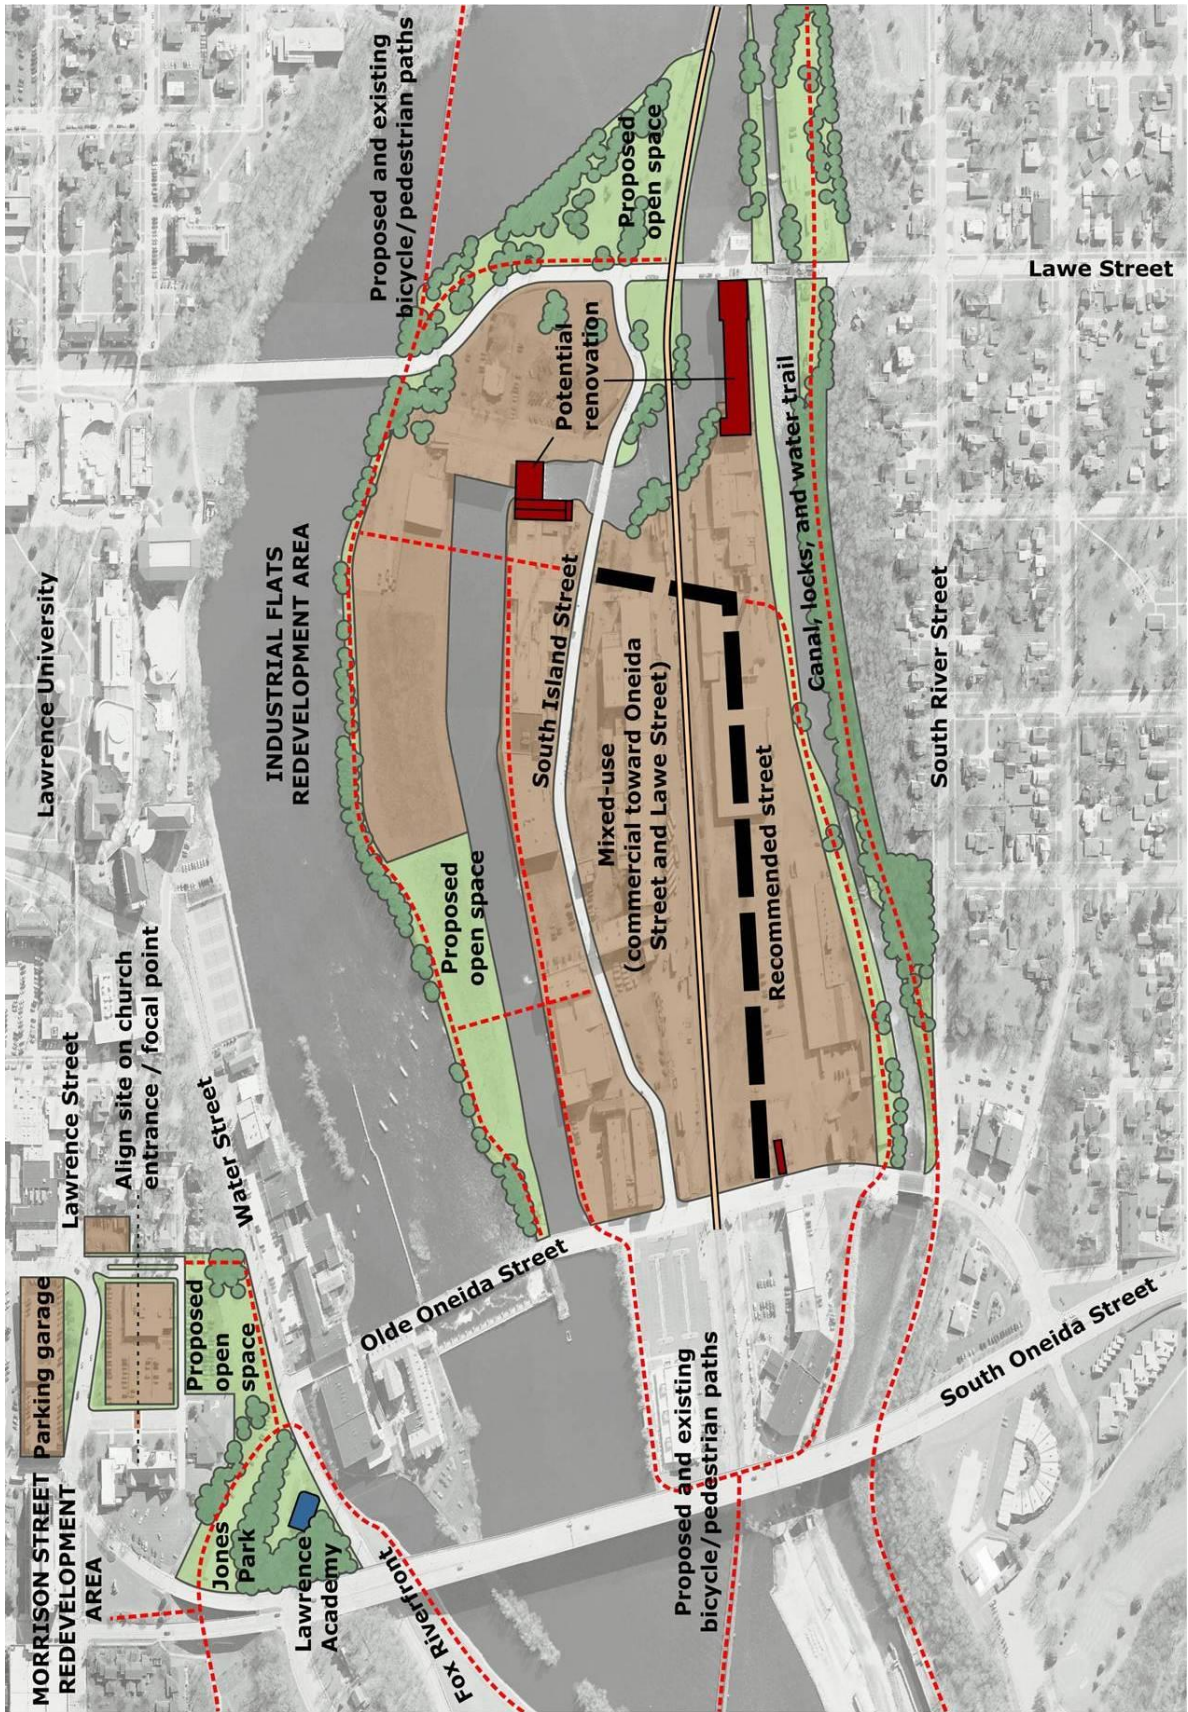 Proposed and existing
bicycle/pedestrian paths
Proposed
open space
Lawe Street
Potential
renovation
Canal, locks, and water trail
Lawrence University
INDUSTRIAL FLATS
REDEVELOPMENT AREA
South Island Street
Mixed-use
(commercial toward Oneida
Street and Lawe Street)
Recommended street
South River Street
Proposed
open space
Lawrence Street
Align site on church
entrance / focal point
Water Street
Olde Oneida Street
South Oneida Street
Parking garage
Proposed
open
space
MORRISON STREET
REDEVELOPMENT
AREA
Jones
Park
Lawrence
Academy
Fox Riverfront
Proposed and existing
bicycle/pedestrian paths